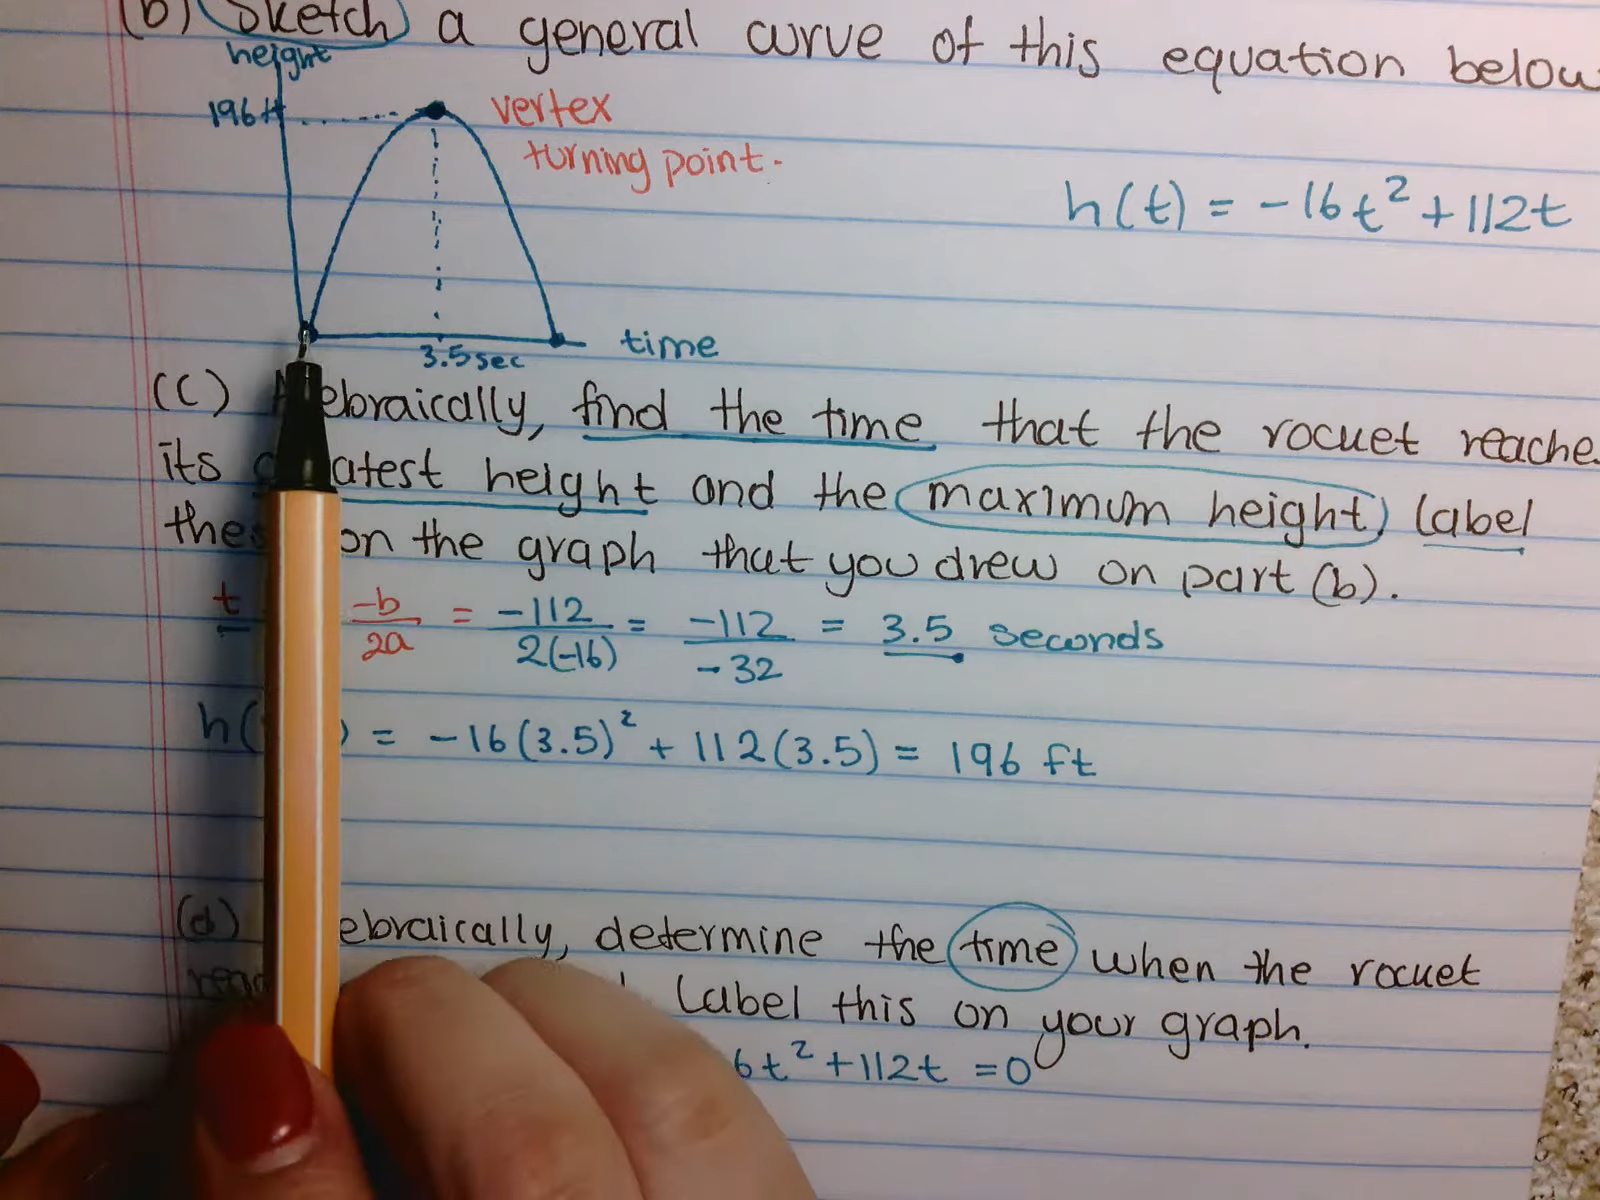 (b) Sketch a general curve of this equation below
height
196ft
vertex
turning point.
h(t) = -16t² + 112t
3.5sec
time
(c) ebraically, find the time that the rocuet reache
its atest height and the maximum height, label
the on the graph that you drew on part (b).
t -b/2a = -112/2(-16) = -112/-32 = 3.5 seconds
h( ) = -16(3.5)² + 112(3.5) = 196 ft
(d) ebraically, determine the time when the rocuet
Label this on your graph.
6t² + 112t = 0